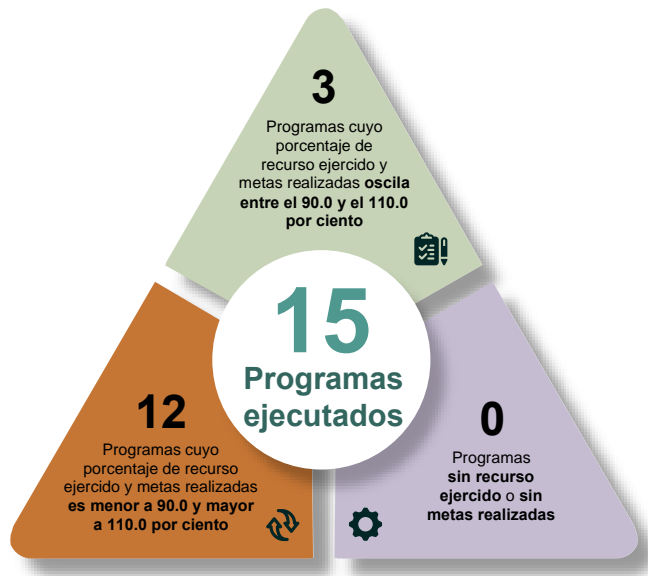 3
Programas cuyo
porcentaje de
recurso ejercido y
metas realizadas oscila
entre el 90.0 y el 110.0
por ciento
15
Programas
ejecutados
12
Programas cuyo
porcentaje de recurso
ejercido y metas realizadas
es menor a 90.0 y mayor
a 110.0 por ciento
0
Programas
sin recurso
ejercido o sin
metas realizadas